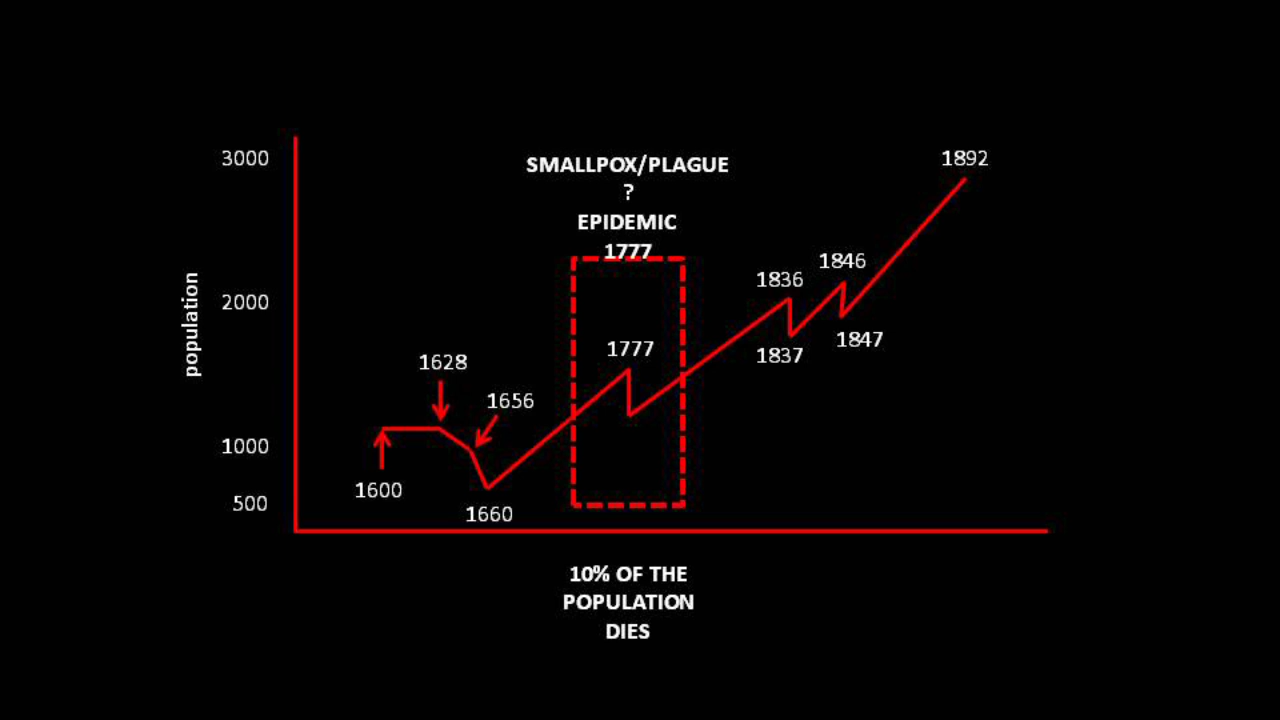 3000
SMALLPOX/PLAGUE
?
EPIDEMIC
1777
1892
population
2000
1000
500
1600
1628
1656
1660
1777
1836
1837
1846
1847
10% OF THE
POPULATION
DIES